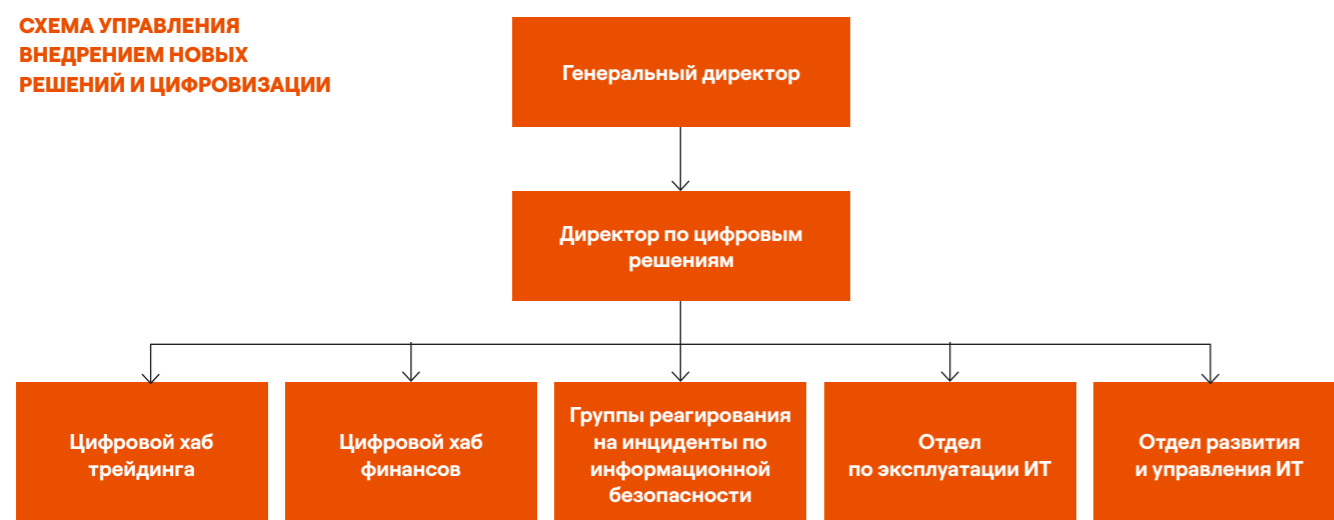 СХЕМА УПРАВЛЕНИЯ
ВНЕДРЕНИЕМ НОВЫХ
РЕШЕНИЙ И ЦИФРОВИЗАЦИИ
Генеральный директор
Директор по цифровым
решениям
Цифровой хаб
трейдинга
Цифровой хаб
финансов
Группы реагирования
на инциденты по
информационной
безопасности
Отдел
по эксплуатации ИТ
Отдел развития
и управления ИТ